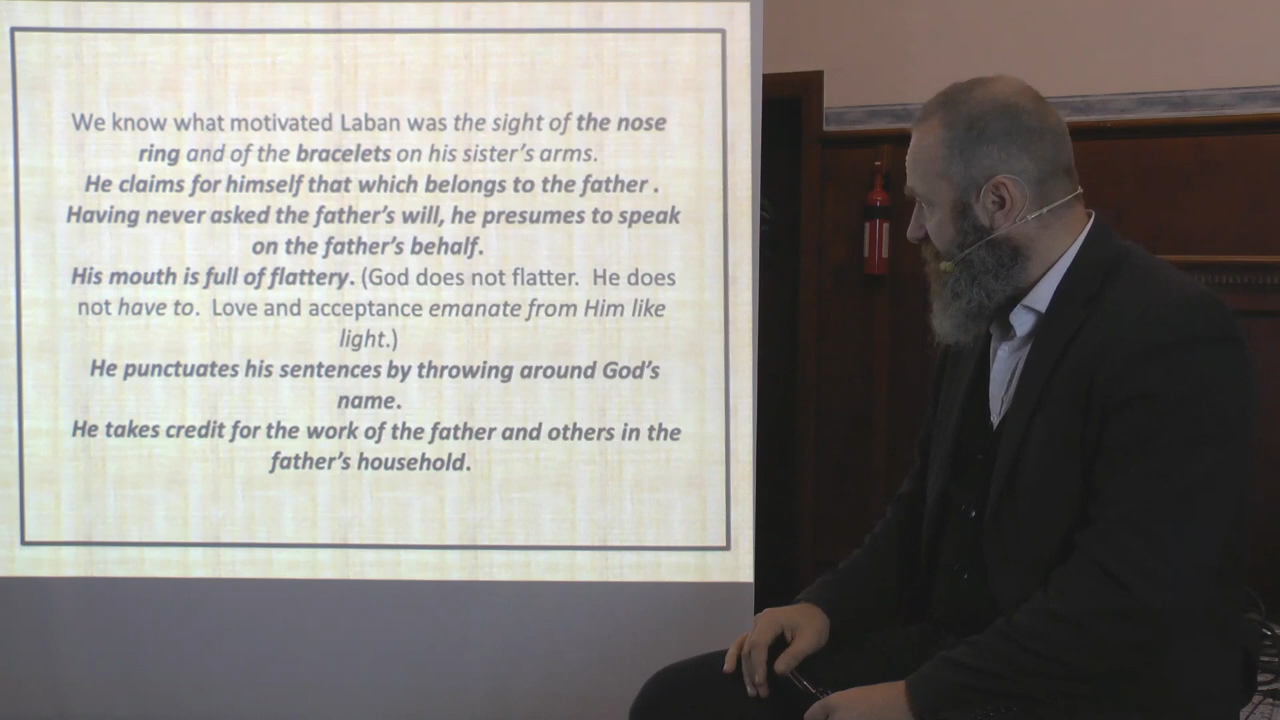 We know what motivated Laban was the sight of the nose
ring and of the bracelets on his sister's arms.
He claims for himself that which belongs to the father .
Having never asked the father's will, he presumes to speak
on the father's behalf.
His mouth is full of flattery. (God does not flatter.  He does
not have to.  Love and acceptance emanate from Him like
light.)
He punctuates his sentences by throwing around God's
name.
He takes credit for the work of the father and others in the
father's household.